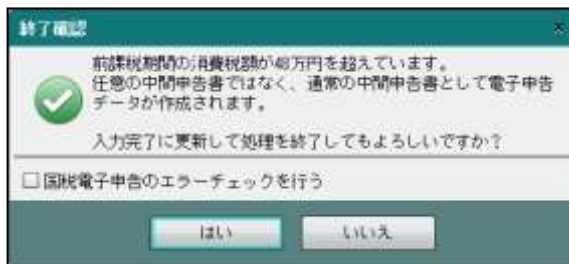 終了確認
前課税期間の消費税額が48万円を超えています。
任意の中間申告書ではなく、通常の中間申告書として電子申告
データが作成されます。
入力完了に更新して処理を終了してもよろしいですか？
国税電子申告のエラーチェックを行う
はい
いいえ